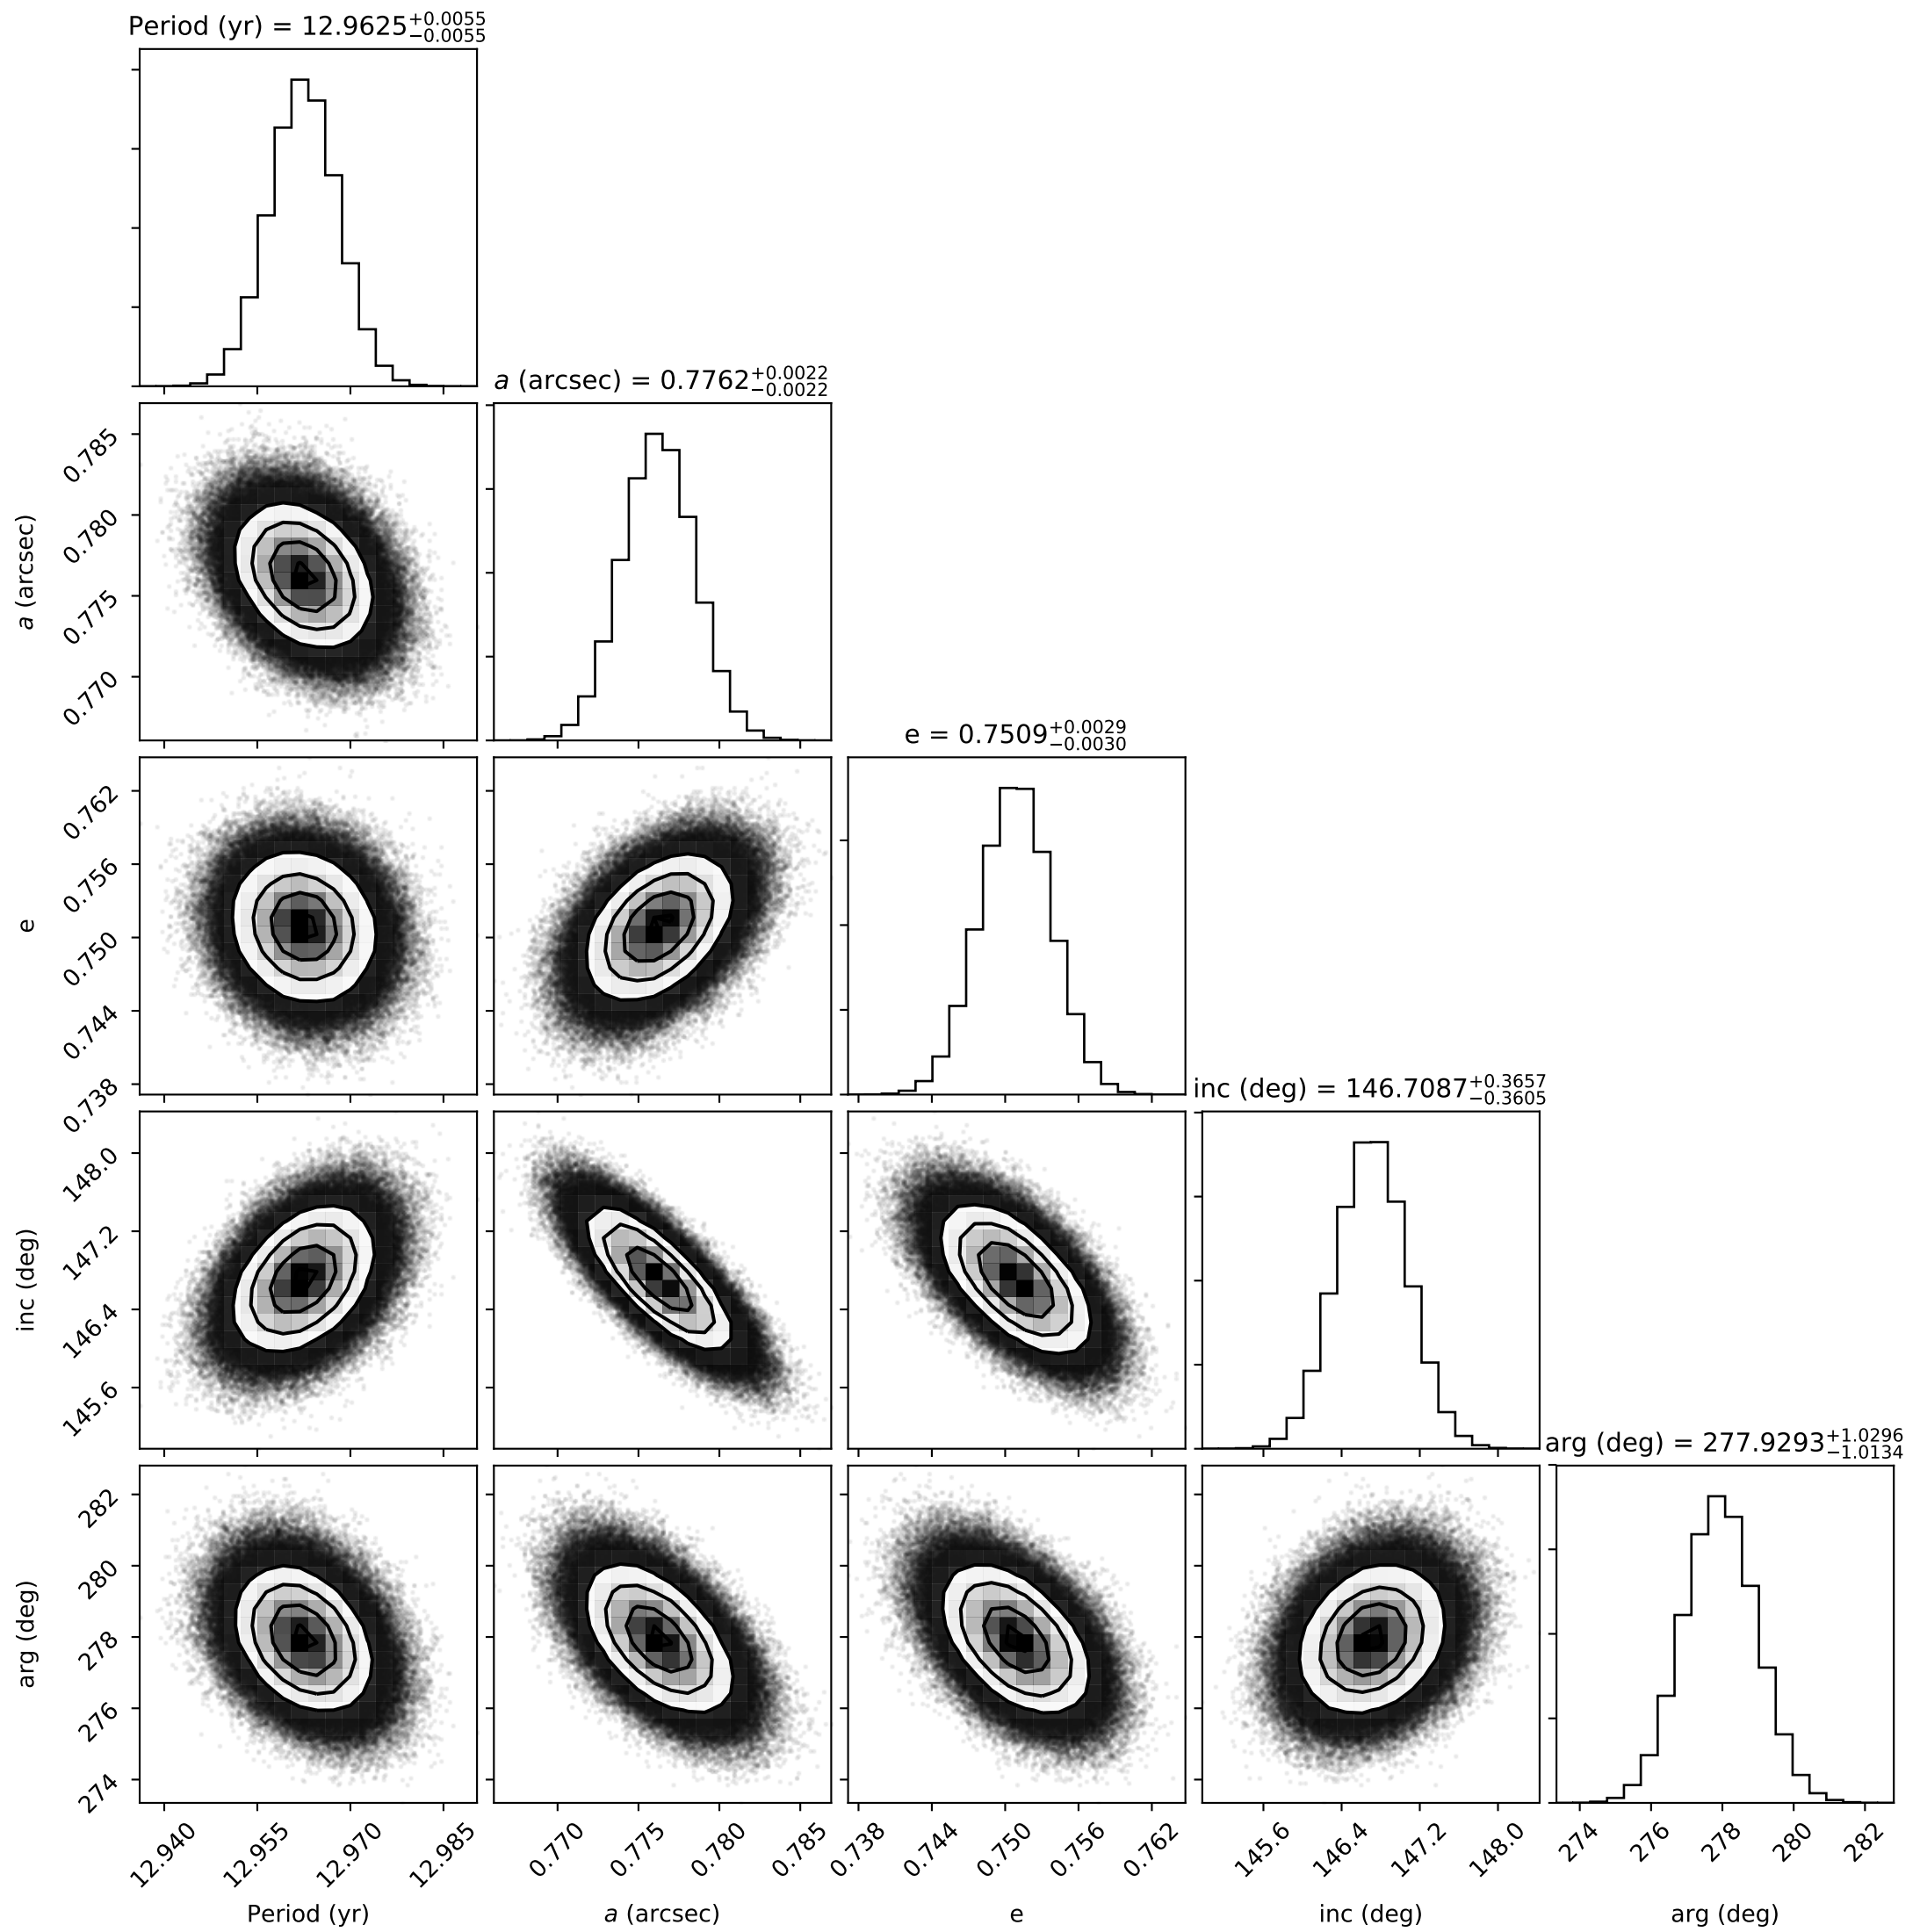 Period (yr) = 12.9625 +0.0055 −0.0055
a (arcsec) = 0.7762 +0.0022 −0.0022
0.785
0.780
0.775
0.770
a (arcsec)
e = 0.7509 +0.0029 −0.0030
0.762
0.756
0.750
0.744
0.738
e
inc (deg) = 146.7087 +0.3657 −0.3605
148.0
147.2
146.4
145.6
inc (deg)
arg (deg) = 277.9293 +1.0296 −1.0134
282
280
278
276
274
arg (deg)
12.940 12.955 12.970 12.985 0.770 0.775 0.780 0.785 0.738 0.744 0.750 0.756 0.762 145.6 146.4 147.2 148.0 274 276 278 280 282
Period (yr) a (arcsec) e inc (deg) arg (deg)